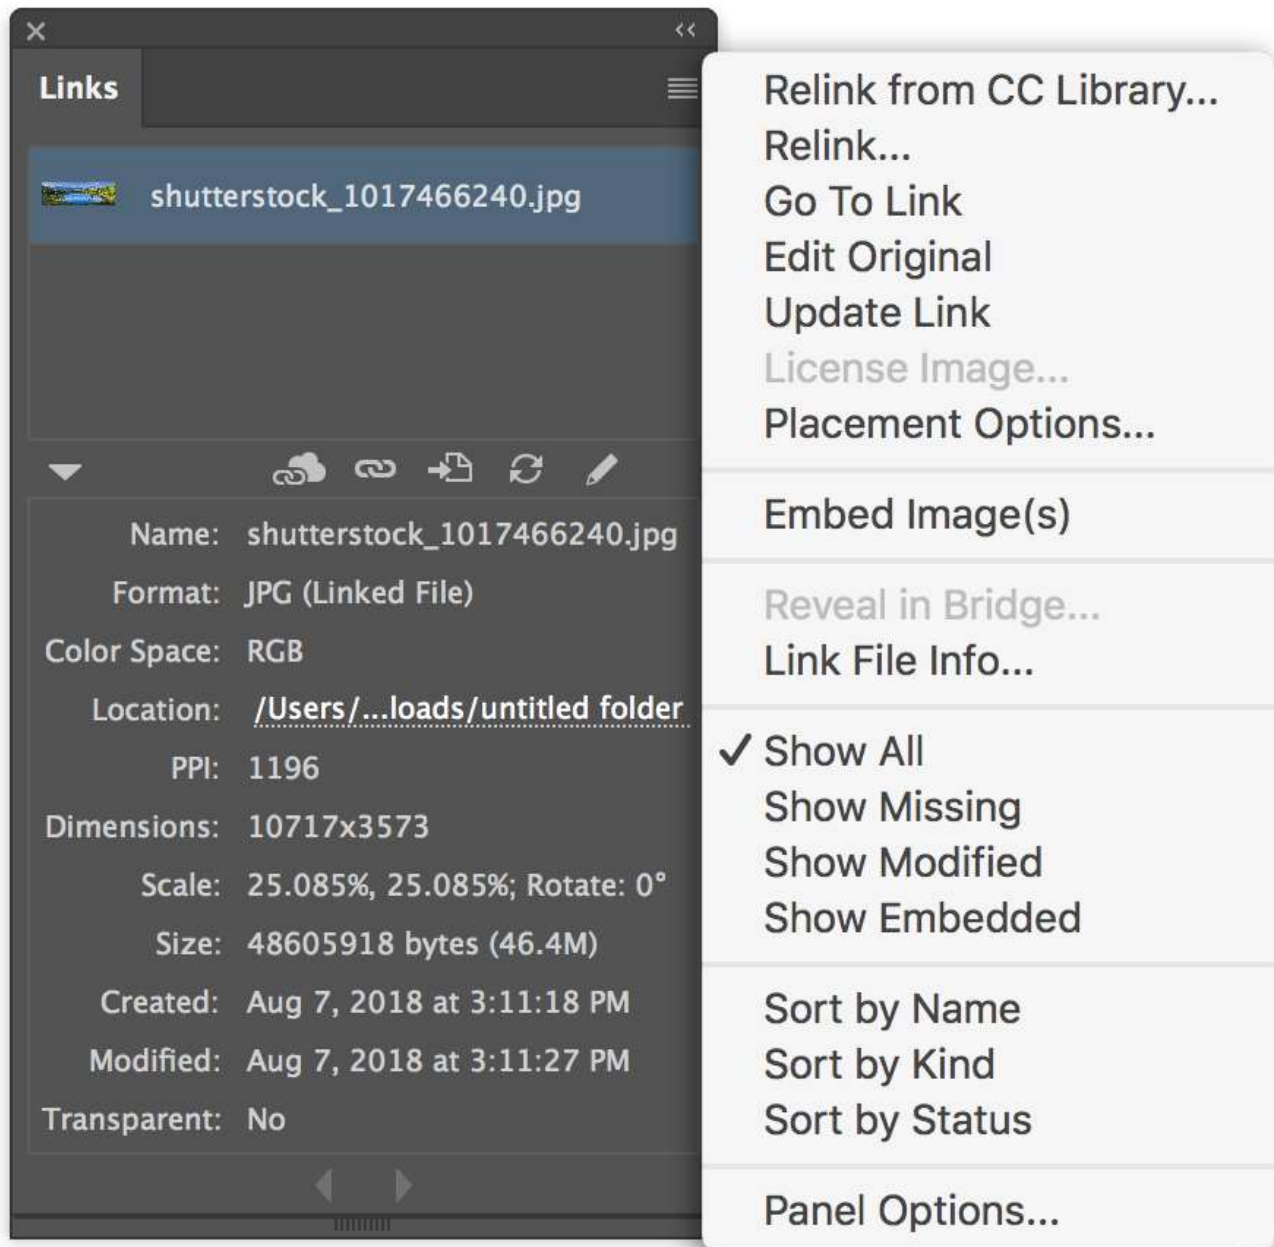 Links
shutterstock_1017466240.jpg
Name: shutterstock_1017466240.jpg
Format: JPG (Linked File)
Color Space: RGB
Location: /Users/...loads/untitled folder
PPI: 1196
Dimensions: 10717x3573
Scale: 25.085%, 25.085%; Rotate: 0°
Size: 48605918 bytes (46.4M)
Created: Aug 7, 2018 at 3:11:18 PM
Modified: Aug 7, 2018 at 3:11:27 PM
Transparent: No
Relink from CC Library...
Relink...
Go To Link
Edit Original
Update Link
License Image...
Placement Options...
Embed Image(s)
Reveal in Bridge...
Link File Info...
Show All
Show Missing
Show Modified
Show Embedded
Sort by Name
Sort by Kind
Sort by Status
Panel Options...